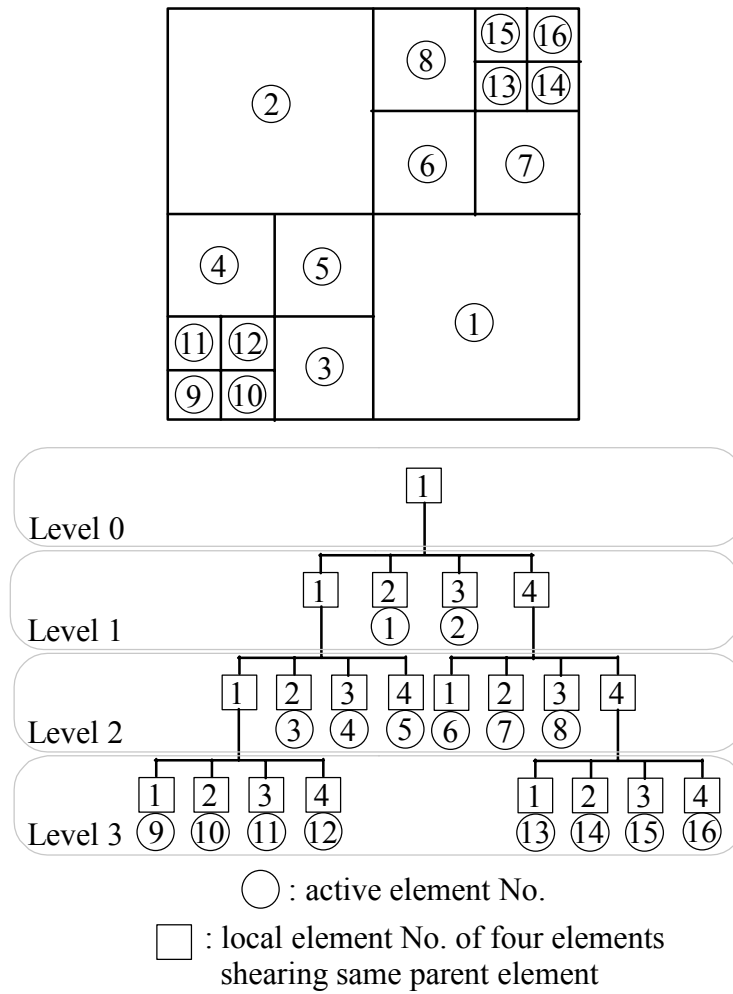 15 16
8
13 14
2
6 7
4 5
1
11 12
3
9 10
1
Level 0
1 2 3 4
Level 1 1 2
1 2 3 4 1 2 3 4
Level 2 3 4 5 6 7 8
1 2 3 4 1 2 3 4
Level 3 9 10 11 12 13 14 15 16
: active element No.
: local element No. of four elements
shearing same parent element